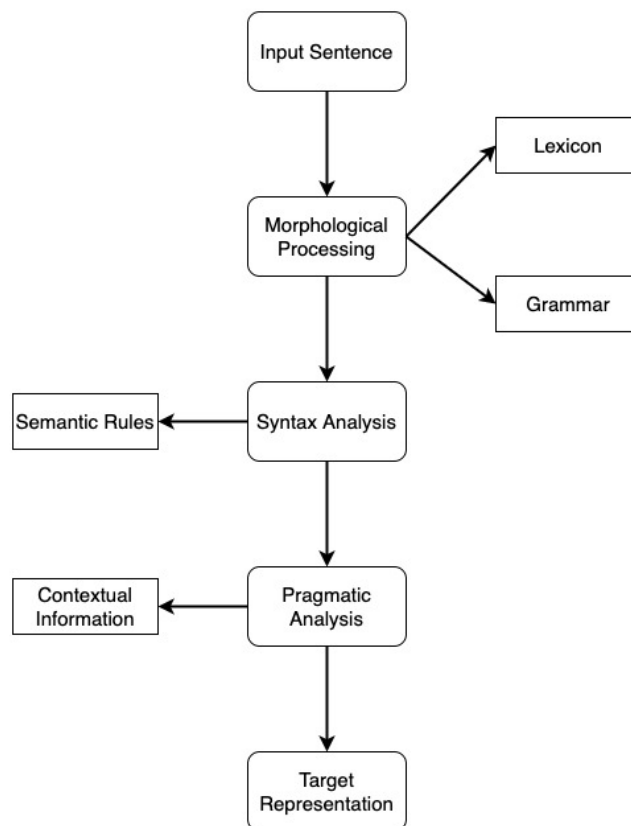 Input Sentence
Lexicon
Morphological
Processing
Grammar
Semantic Rules
Syntax Analysis
Contextual
Information
Pragmatic
Analysis
Target
Representation